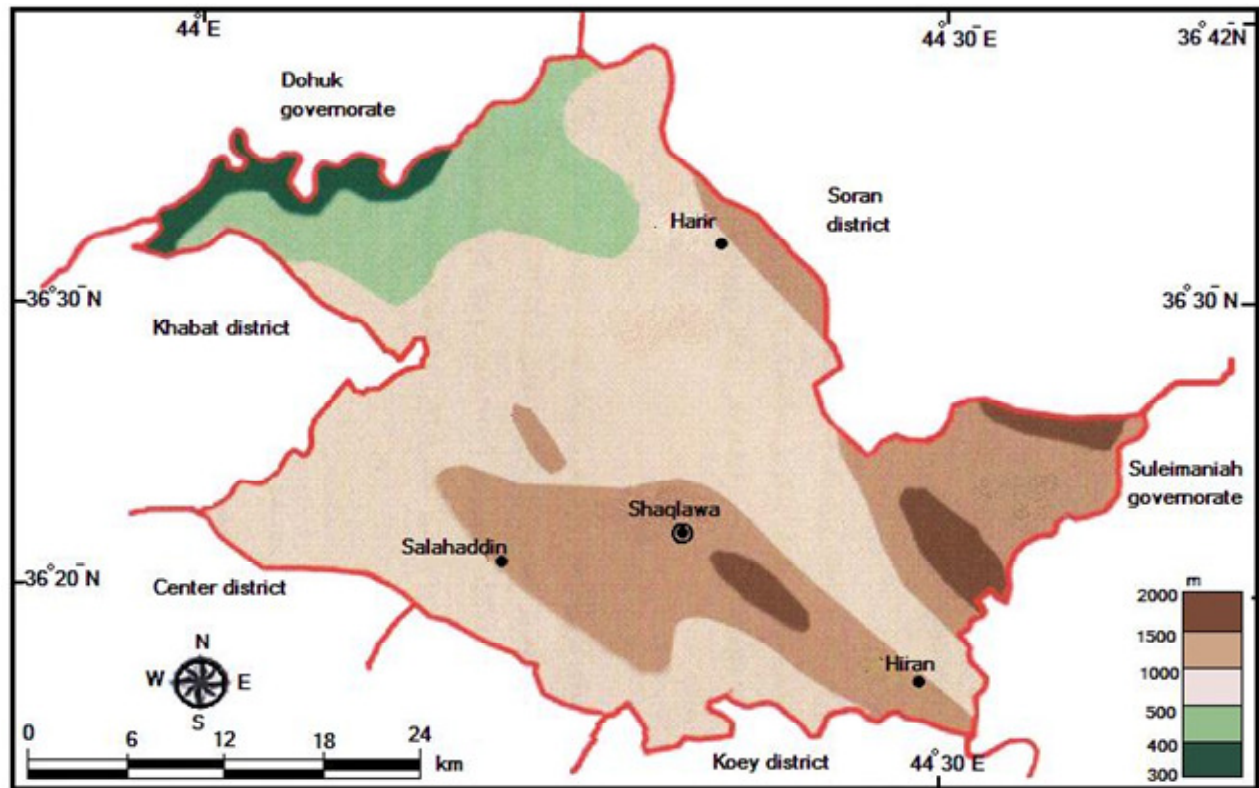 44° E
44° 30¯ E
36° 42¯ N
Dohuk
governorate
Soran
district
Harir
36° 30¯ N
36° 30¯ N
Khabat district
Suleimaniah
governorate
Shaqlawa
Salahaddin
36° 20¯ N
Center district
Hiran
m
2000
1500
1000
500
400
300
N
W
E
S
0
6
12
18
24
km
Koey district
44° 30¯ E